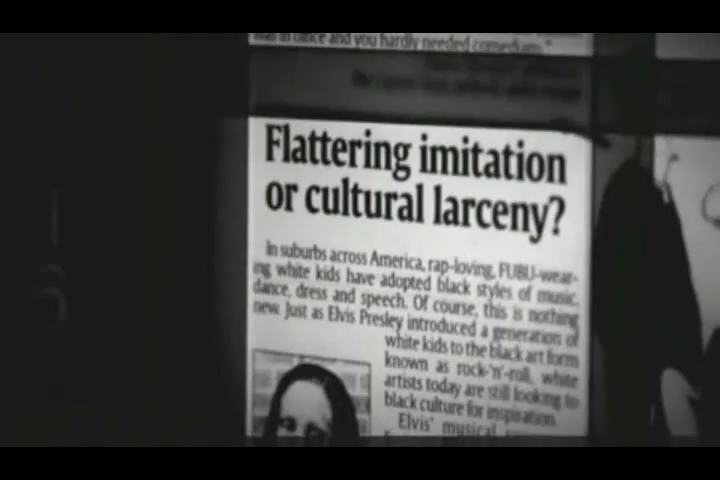 was in office and you hardly needed comedians."
Flattering imitation
or cultural larceny?
In suburbs across America, rap-loving, FUBU-wear-
ing white kids have adopted black styles of music,
dance, dress and speech. Of course, this is nothing
new. Just as Elvis Presley introduced a generation of
white kids to the black art form
known as rock-'n'-roll, white
artists today are still looking to
black culture for inspiration.
Elvis' musical